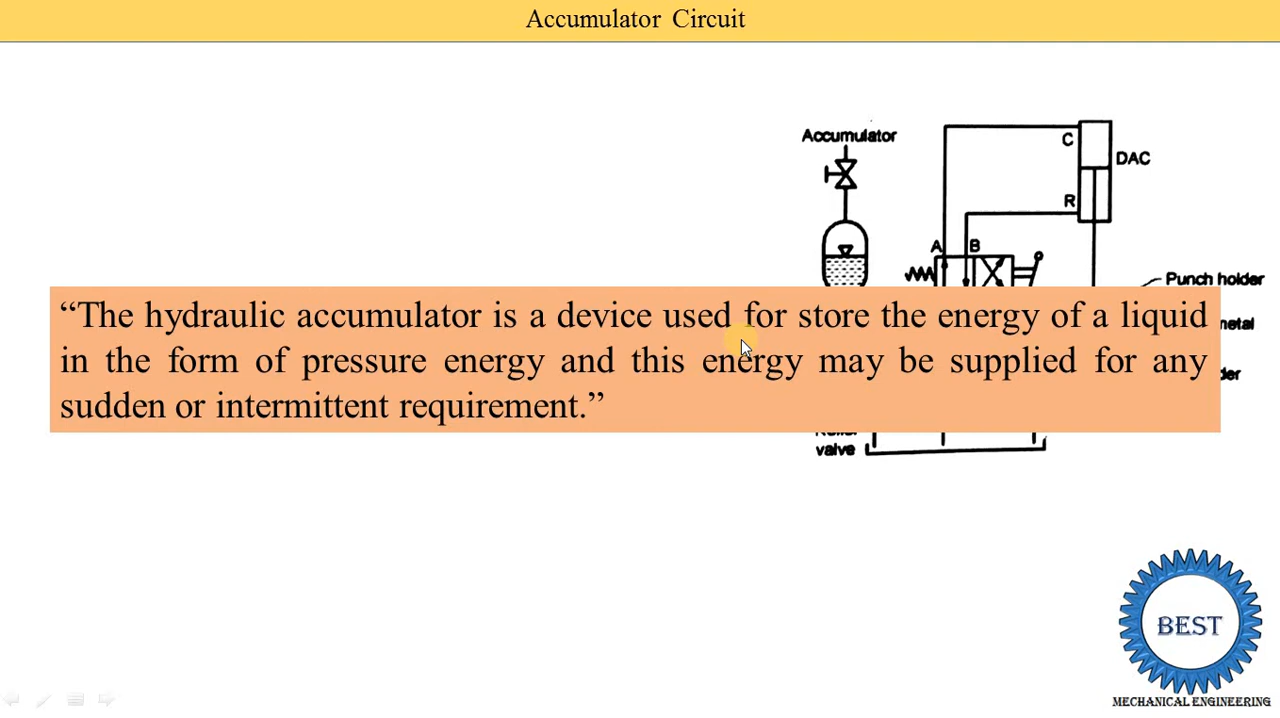 Accumulator Circuit
Accumulator
C
DAC
R
A B
Punch holder
“The hydraulic accumulator is a device used for store the energy of a liquid
in the form of pressure energy and this energy may be supplied for any
sudden or intermittent requirement.”
valve
BEST
MECHANICAL ENGINEERING